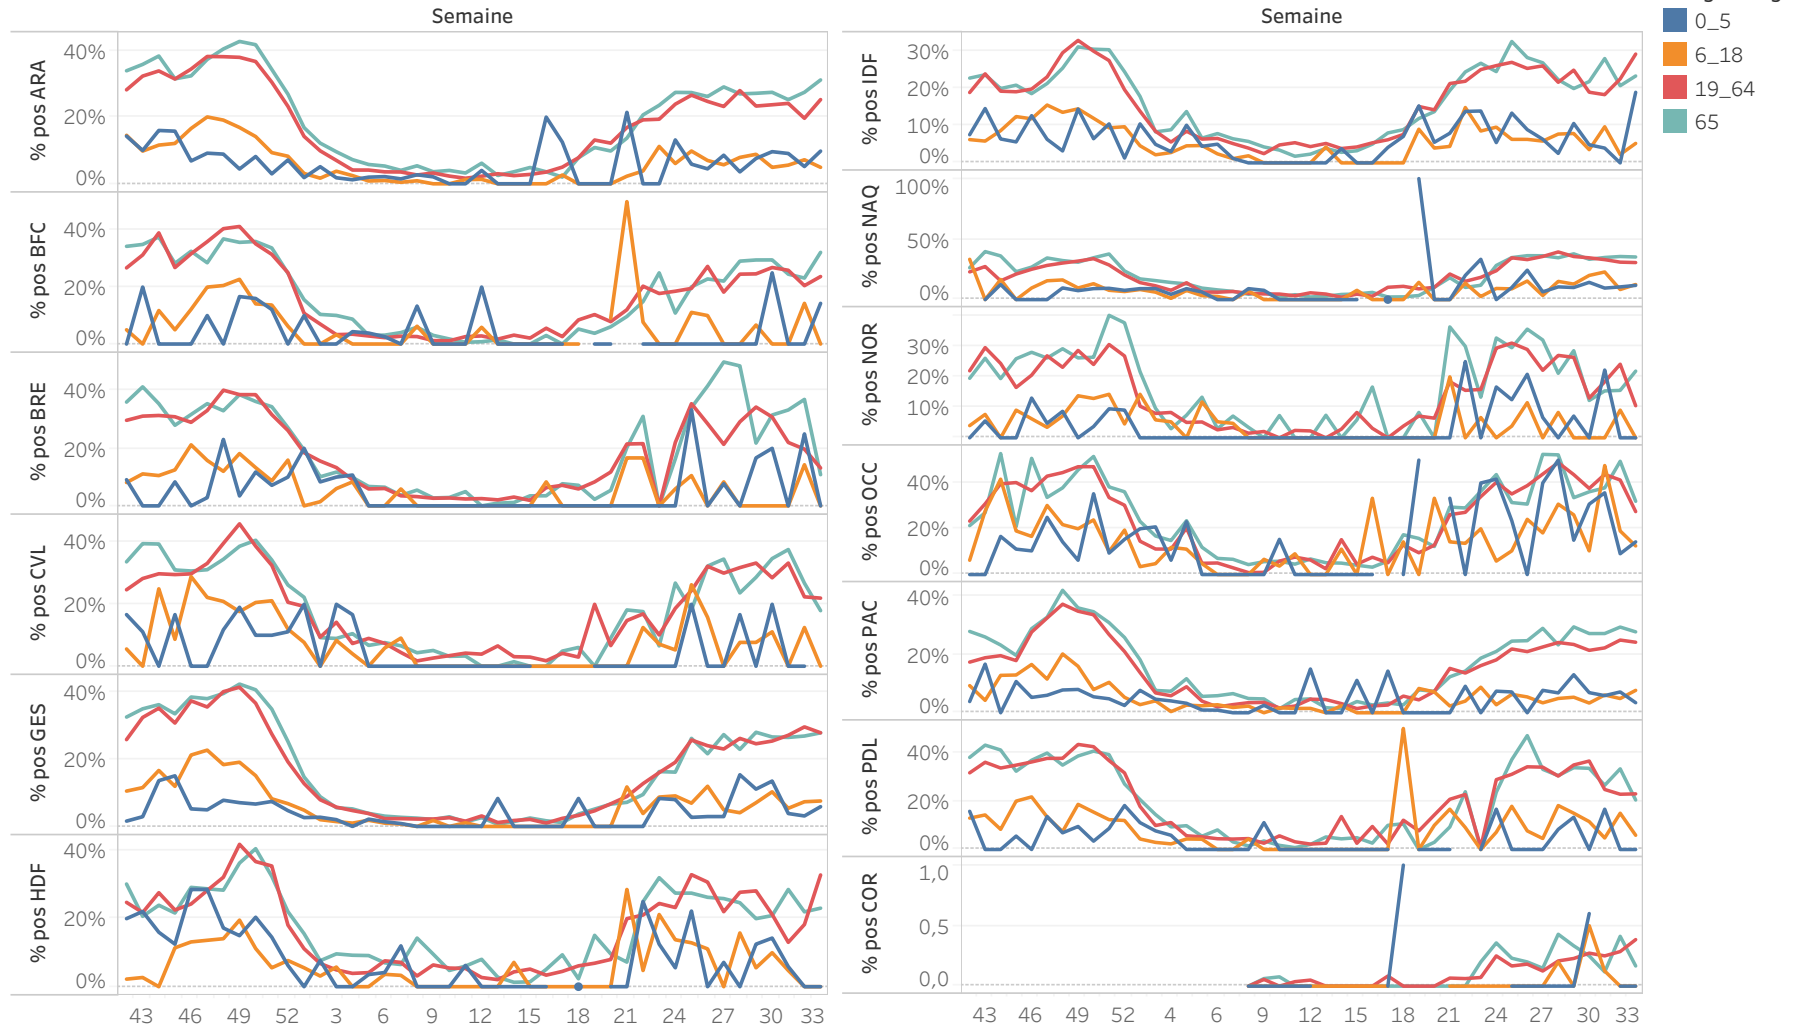 Semaine
% pos ARA
40%
20%
0%
% pos BFC
40%
20%
0%
% pos BRE
40%
20%
0%
% pos CVL
40%
20%
0%
% pos GES
40%
20%
0%
% pos HDF
40%
20%
0%
43 46 49 52 3 6 9 12 15 18 21 24 27 30 33
Semaine
% pos IDF
30%
20%
10%
0%
% pos NAQ
100%
50%
0%
% pos NOR
30%
20%
10%
% pos OCC
40%
20%
0%
% pos PAC
40%
20%
0%
% pos PDL
40%
20%
0%
% pos COR
1,0
0,5
0,0
43 46 49 52 4 6 9 12 15 18 21 24 27 30 33
0_5
6_18
19_64
65